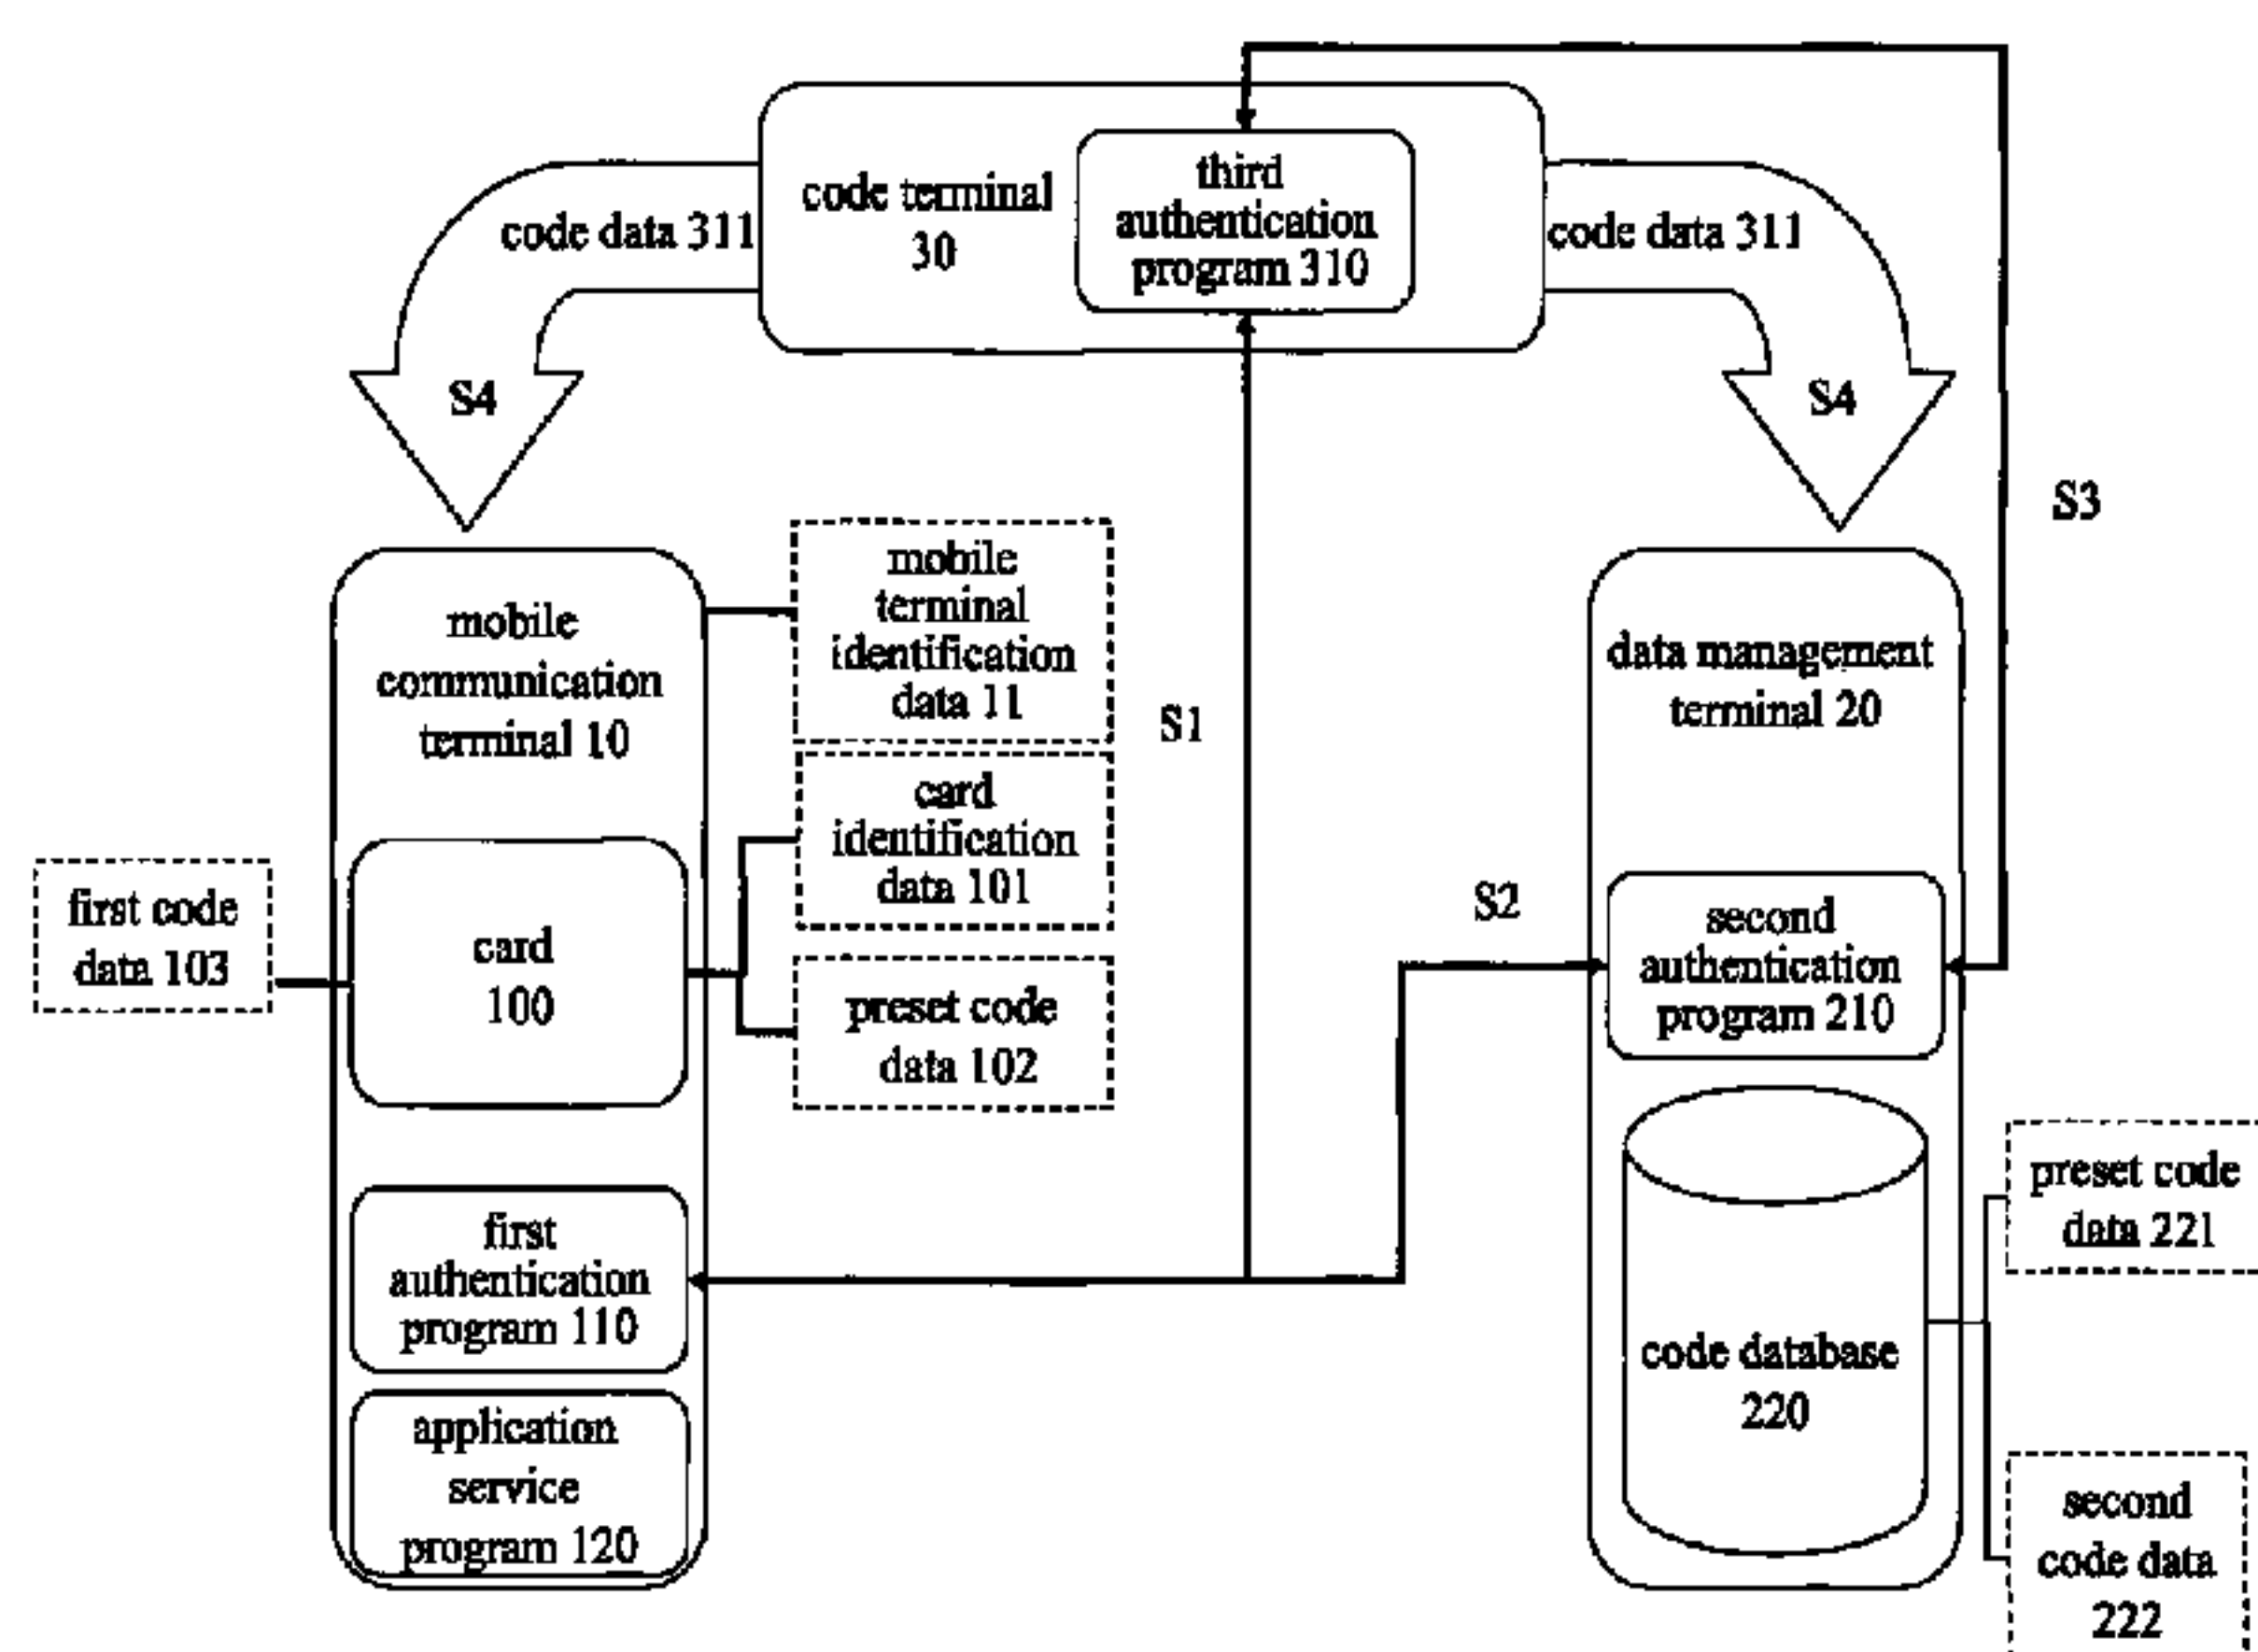 code terminal
30
third
authentication
program 310
code data 311
code data 311
S4
S4
S3
mobile
communication
terminal 10
mobile
terminal
identification
data 11
S1
data management
terminal 20
card
identification
data 101
first code
data 103
card
100
preset code
data 102
S2
second
authentication
program 210
first
authentication
program 110
application
service
program 120
code database
220
preset code
data 221
second
code data
222